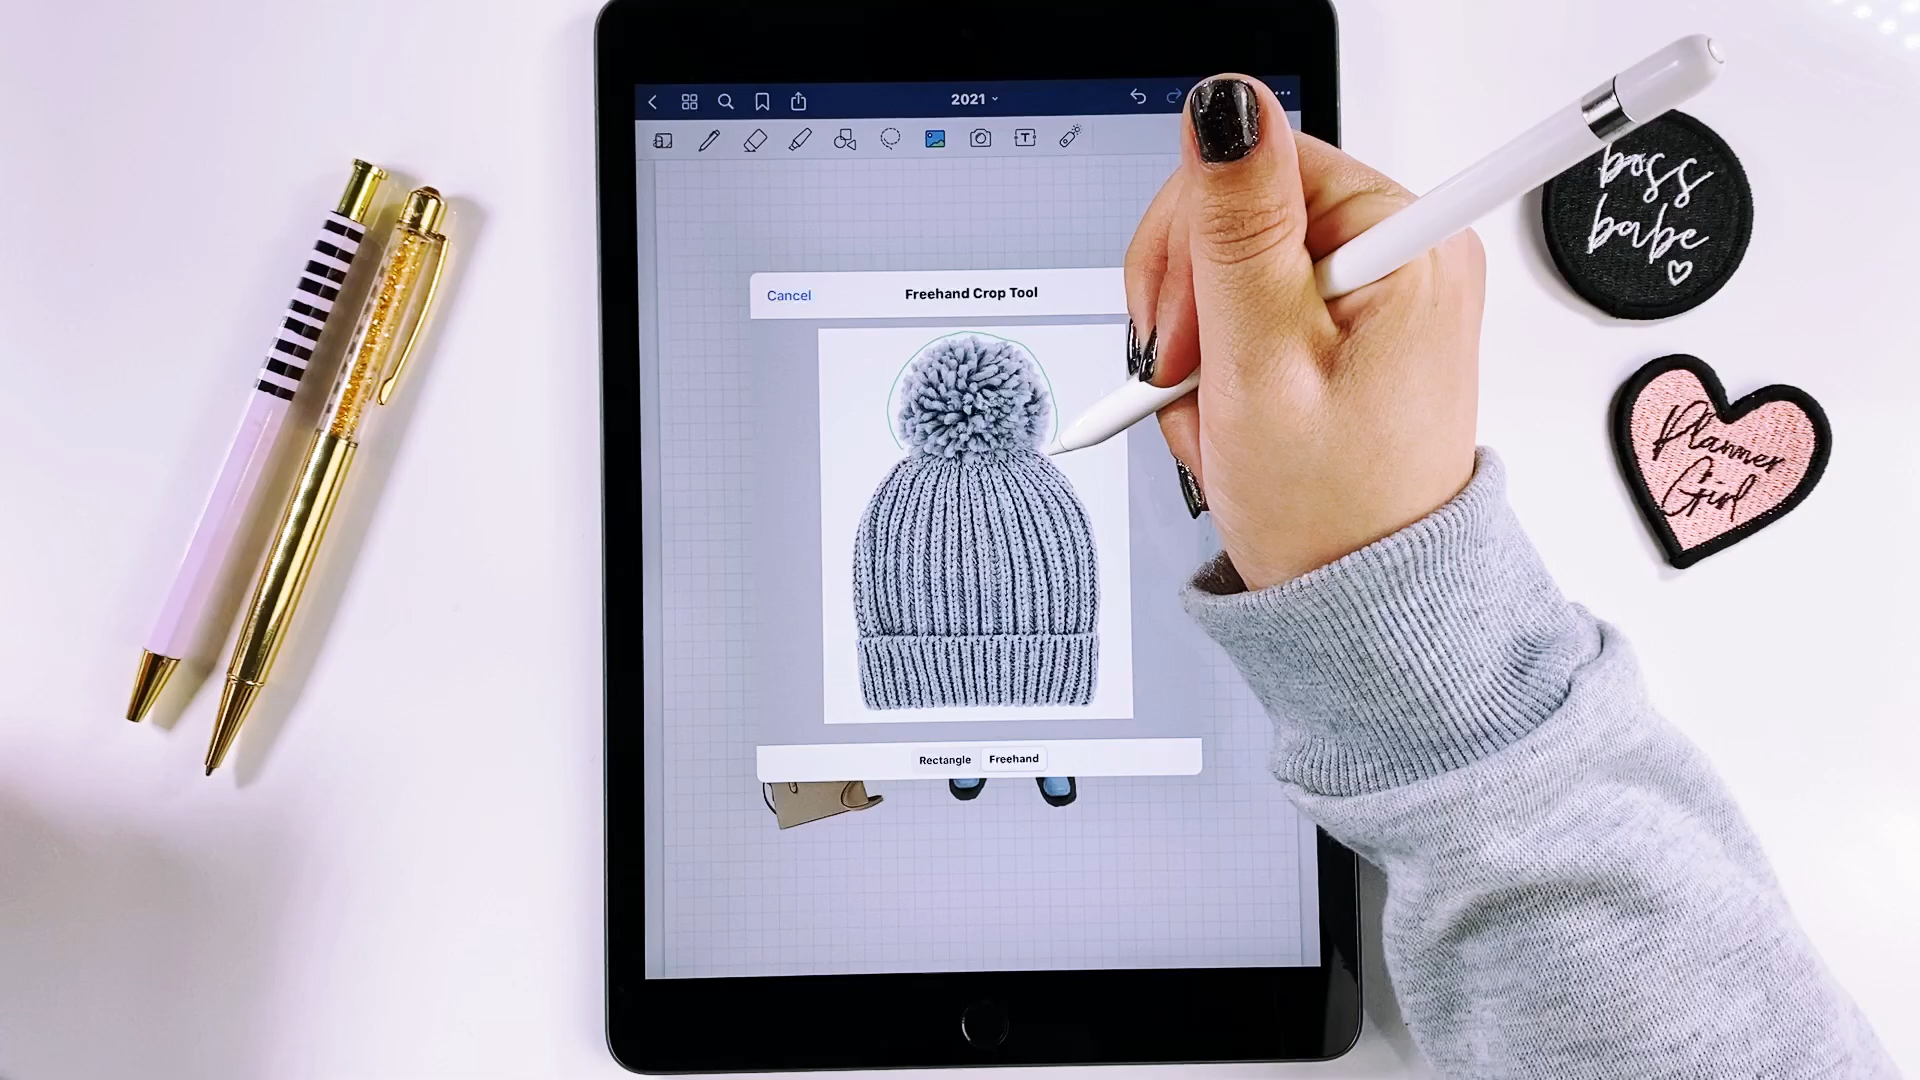 2021
T
Cancel
Freehand Crop Tool
Rectangle
Freehand
boss
babe
Planner
Girl